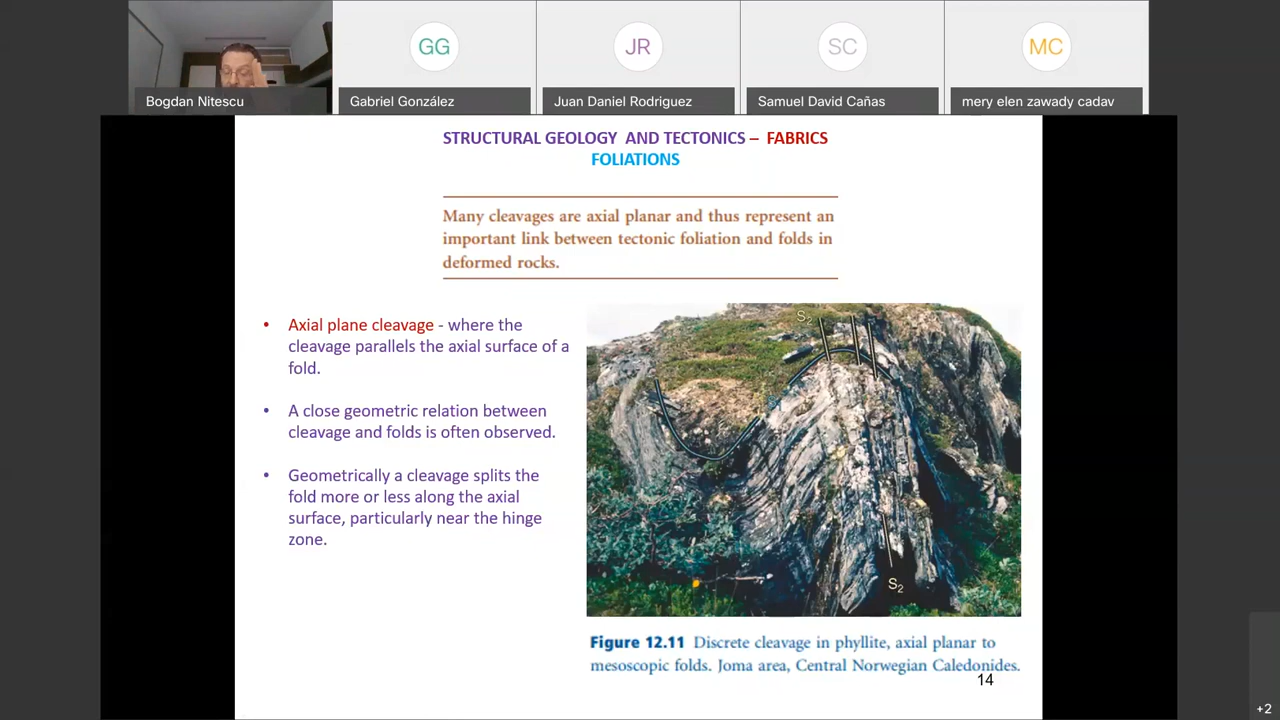 GG
JR
SC
MC
Bogdan Nitescu
Gabriel González
Juan Daniel Rodriguez
Samuel David Cañas
mery elen zawady cadav
STRUCTURAL GEOLOGY AND TECTONICS – FABRICS
FOLIATIONS
Many cleavages are axial planar and thus represent an
important link between tectonic foliation and folds in
deformed rocks.
• Axial plane cleavage - where the
cleavage parallels the axial surface of a
fold.
• A close geometric relation between
cleavage and folds is often observed.
• Geometrically a cleavage splits the
fold more or less along the axial
surface, particularly near the hinge
zone.
S₂
S₂
Figure 12.11 Discrete cleavage in phyllite, axial planar to
mesoscopic folds. Joma area, Central Norwegian Caledonides.
14
+2